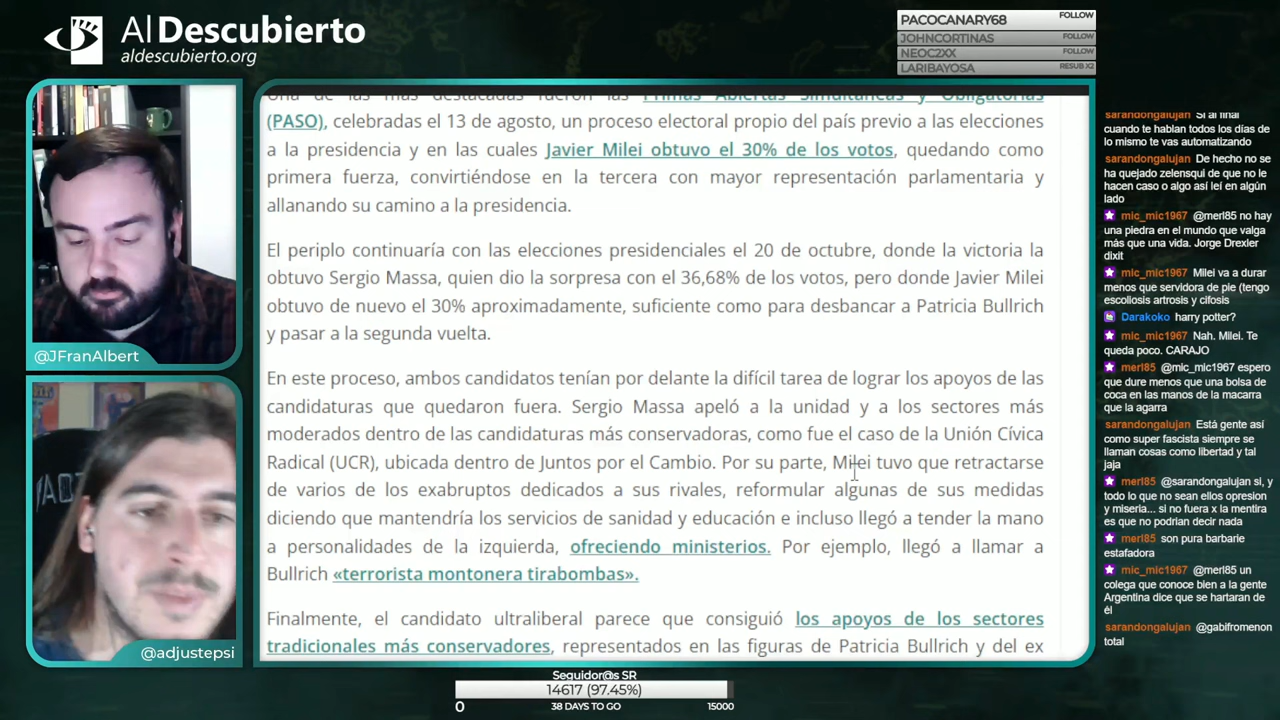 Al Descubierto
aldescubierto.org
PACOCANARY68 FOLLOW
JOHNCORTINAS FOLLOW
NEOC2XX FOLLOW
LARIBAYOSA RESUB X2
Una de las más destacadas fueron las Primas Abiertas Simultáneas y Obligatorias
(PASO), celebradas el 13 de agosto, un proceso electoral propio del país previo a las elecciones
a la presidencia y en las cuales Javier Milei obtuvo el 30% de los votos, quedando como
primera fuerza, convirtiéndose en la tercera con mayor representación parlamentaria y
allanando su camino a la presidencia.
El periplo continuaría con las elecciones presidenciales el 20 de octubre, donde la victoria la
obtuvo Sergio Massa, quien dio la sorpresa con el 36,68% de los votos, pero donde Javier Milei
obtuvo de nuevo el 30% aproximadamente, suficiente como para desbancar a Patricia Bullrich
y pasar a la segunda vuelta.
En este proceso, ambos candidatos tenían por delante la difícil tarea de lograr los apoyos de las
candidaturas que quedaron fuera. Sergio Massa apeló a la unidad y a los sectores más
moderados dentro de las candidaturas más conservadoras, como fue el caso de la Unión Cívica
Radical (UCR), ubicada dentro de Juntos por el Cambio. Por su parte, Milei tuvo que retractarse
de varios de los exabruptos dedicados a sus rivales, reformular algunas de sus medidas
diciendo que mantendría los servicios de sanidad y educación e incluso llegó a tender la mano
a personalidades de la izquierda, ofreciendo ministerios. Por ejemplo, llegó a llamar a
Bullrich «terrorista montonera tirabombas».
Finalmente, el candidato ultraliberal parece que consiguió los apoyos de los sectores
tradicionales más conservadores, representados en las figuras de Patricia Bullrich y del ex
@JFranAlbert
@adjustepsi
sarandongalujan Si al final
cuando te hablan todos los días de
lo mismo te vas automatizando
sarandongalujan De hecho no se
ha quejado zelensqui de que no le
hacen caso o algo así leí en algún
lado
mic_mic1967 @merl85 no hay
una piedra en el mundo que valga
más que una vida. Jorge Drexler
dixit
mic_mic1967 Milei va a durar
menos que servidora de pie (tengo
escoliosis artrosis y cifosis
Darakoko harry potter?
mic_mic1967 Nah. Milei. Te
queda poco. CARAJO
merl85 @mic_mic1967 espero
que dure menos que una bolsa de
coca en las manos de la macarra
que la agarra
sarandongalujan Está gente así
como super fascista siempre se
llaman cosas como libertad y tal
jaja
merl85 @sarandongalujan si, y
todo lo que no sean ellos opresion
y miseria... si no fuera x la mentira
es que no podrian decir nada
merl85 son pura barbarie
estafadora
mic_mic1967 @merl85 un
colega que conoce bien a la gente
Argentina dice que se hartaran de
él
sarandongalujan @gabifromenon
total
Seguidor@s SR
14617 (97.45%)
0 38 DAYS TO GO 15000